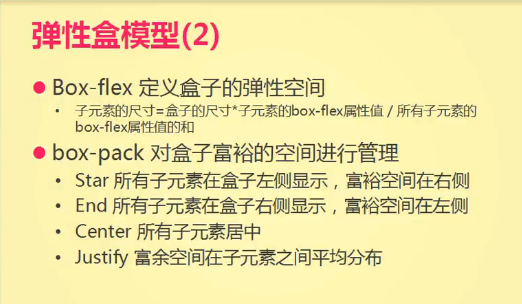 弹性盒模型(2)
Box-flex 定义盒子的弹性空间
子元素的尺寸=盒子的尺寸*子元素的box-flex属性值 / 所有子元素的
box-flex属性值的和
box-pack 对盒子富裕的空间进行管理
Star 所有子元素在盒子左侧显示，富裕空间在右侧
End 所有子元素在盒子右侧显示，富裕空间在左侧
Center 所有子元素居中
Justify 富余空间在子元素之间平均分布